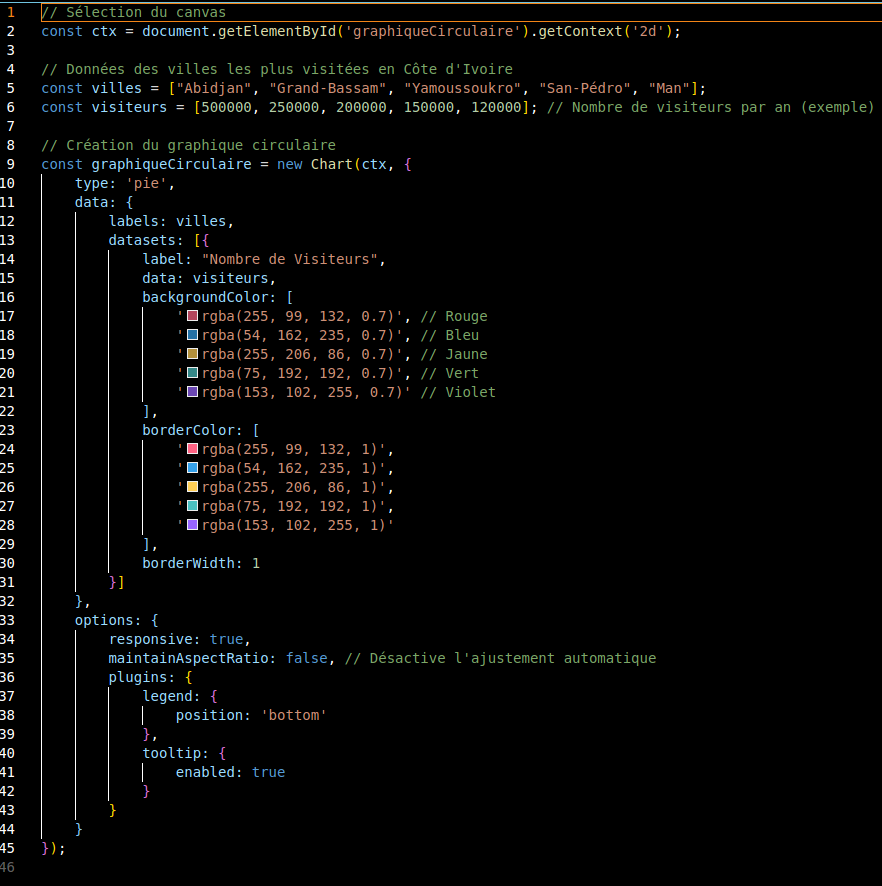 1 // Sélection du canvas
2 const ctx = document.getElementById('graphiqueCirculaire').getContext('2d');
3
4 // Données des villes les plus visitées en Côte d'Ivoire
5 const villes = ["Abidjan", "Grand-Bassam", "Yamoussoukro", "San-Pédro", "Man"];
6 const visiteurs = [500000, 250000, 200000, 150000, 120000]; // Nombre de visiteurs par an (exemple)
7
8 // Création du graphique circulaire
9 const graphiqueCirculaire = new Chart(ctx, {
10     type: 'pie',
11     data: {
12         labels: villes,
13         datasets: [{
14             label: "Nombre de Visiteurs",
15             data: visiteurs,
16             backgroundColor: [
17                 'rgba(255, 99, 132, 0.7)', // Rouge
18                 'rgba(54, 162, 235, 0.7)', // Bleu
19                 'rgba(255, 206, 86, 0.7)', // Jaune
20                 'rgba(75, 192, 192, 0.7)', // Vert
21                 'rgba(153, 102, 255, 0.7)' // Violet
22             ],
23             borderColor: [
24                 'rgba(255, 99, 132, 1)',
25                 'rgba(54, 162, 235, 1)',
26                 'rgba(255, 206, 86, 1)',
27                 'rgba(75, 192, 192, 1)',
28                 'rgba(153, 102, 255, 1)'
29             ],
30             borderWidth: 1
31         }]
32     },
33     options: {
34         responsive: true,
35         maintainAspectRatio: false, // Désactive l'ajustement automatique
36         plugins: {
37             legend: {
38                 position: 'bottom'
39             },
40             tooltip: {
41                 enabled: true
42             }
43         }
44     }
45 });
46